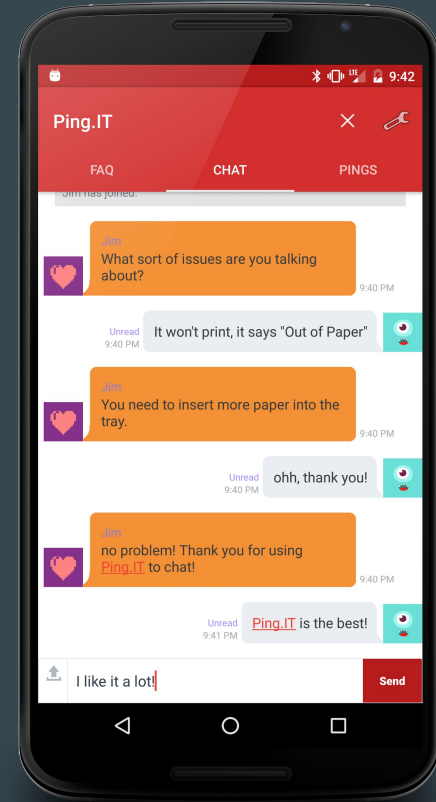 LTE 9:42
Ping.IT
FAQ CHAT PINGS
Jim has joined.
Jim
What sort of issues are you talking
about?
9:40 PM
Unread
9:40 PM
It won't print, it says "Out of Paper"
Jim
You need to insert more paper into the
tray.
9:40 PM
Unread
9:40 PM
ohh, thank you!
Jim
no problem! Thank you for using
Ping.IT to chat!
9:40 PM
Unread
9:41 PM
Ping.IT is the best!
I like it a lot!
Send